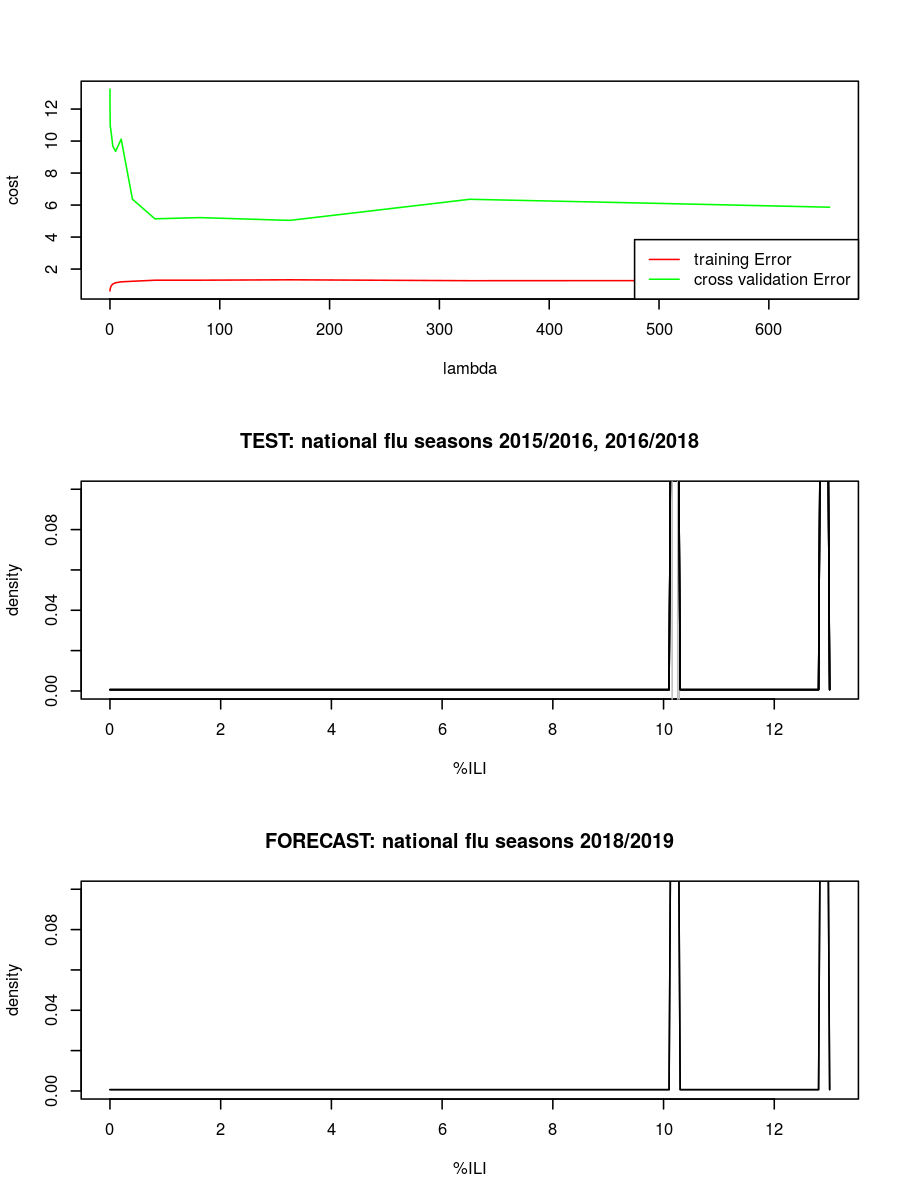 12
10
8
6
4
2
cost
training Error
cross validation Error
0 100 200 300 400 500 600
lambda
TEST: national flu seasons 2015/2016, 2016/2018
0.08
0.04
0.00
density
0 2 4 6 8 10 12
%ILI
FORECAST: national flu seasons 2018/2019
0.08
0.04
0.00
density
0 2 4 6 8 10 12
%ILI